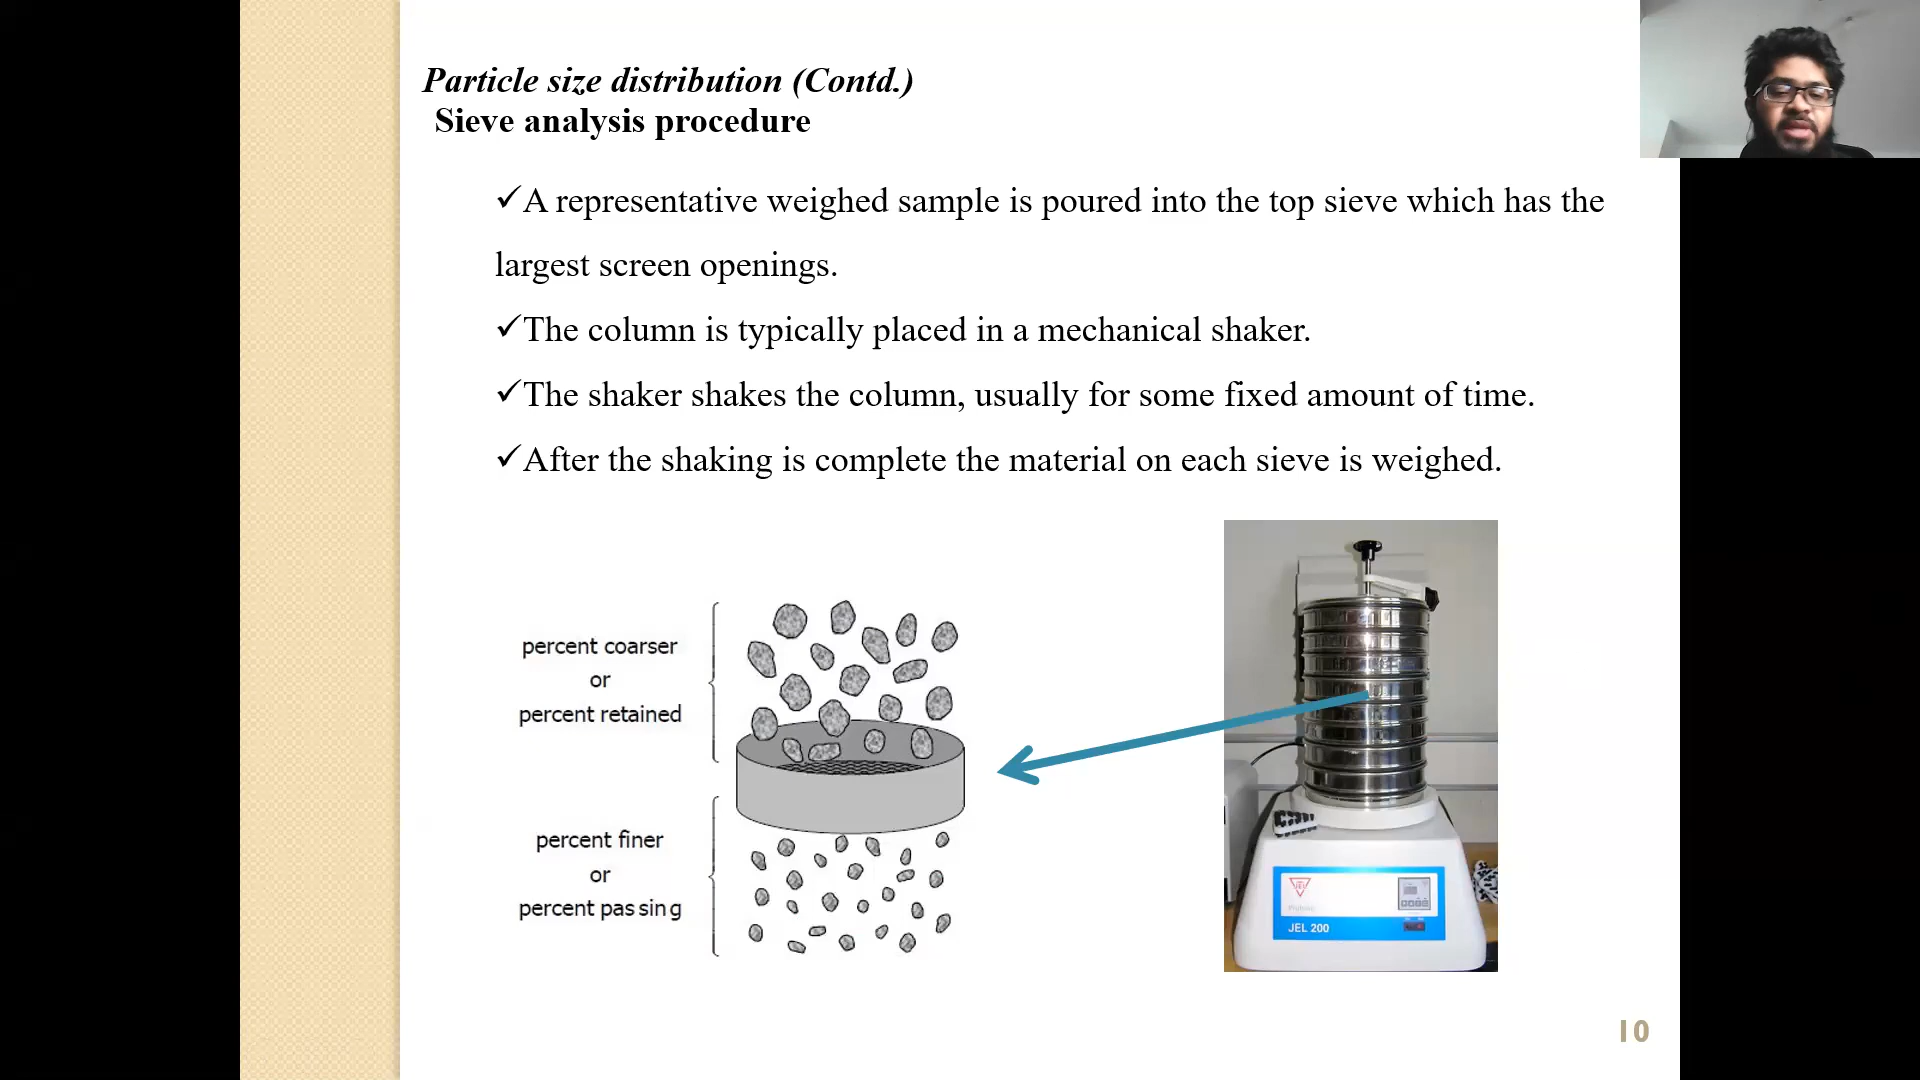 Particle size distribution (Contd.)
Sieve analysis procedure
✓A representative weighed sample is poured into the top sieve which has the
largest screen openings.
✓The column is typically placed in a mechanical shaker.
✓The shaker shakes the column, usually for some fixed amount of time.
✓After the shaking is complete the material on each sieve is weighed.
percent coarser
or
percent retained
percent finer
or
percent passing
JEL
JEL 200
10